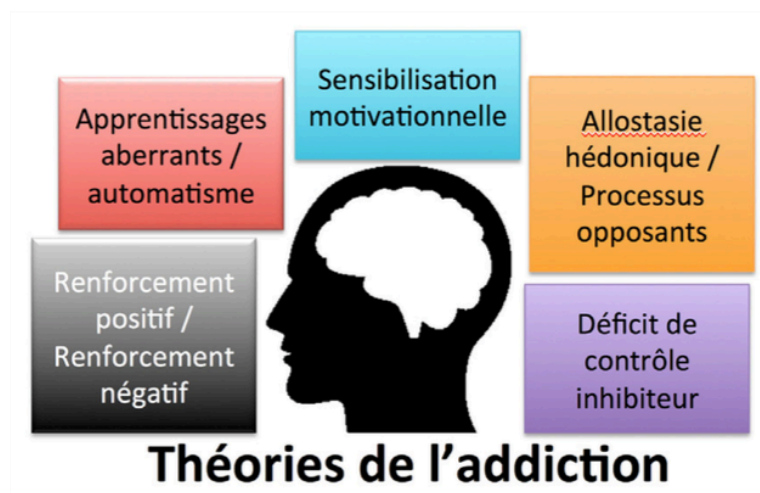 Sensibilisation
motivationnelle
Apprentissages
aberrants /
automatisme
Allostasie
hédonique /
Processus
opposants
Renforcement
positif /
Renforcement
négatif
Déficit de
contrôle
inhibiteur
Théories de l’addiction